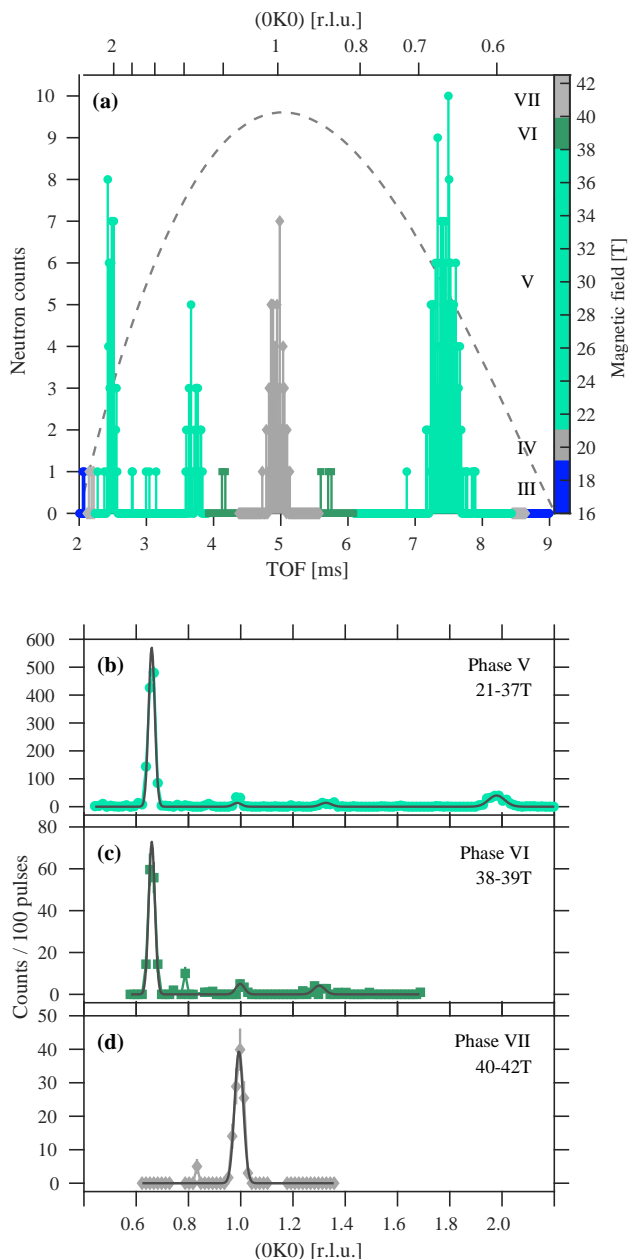 (0K0) [r.l.u.]
2 1 0.8 0.7 0.6
(a)
10
9
8
7
6
5
4
3
2
1
0
Neutron counts
VII
VI
V
IV
III
42
40
38
36
34
32
30
28
26
24
22
20
18
16
Magnetic field [T]
2 3 4 5 6 7 8 9
TOF [ms]
600
500
400
300
200
100
0
(b)
Phase V
21-37T
80
60
40
20
0
(c)
Phase VI
38-39T
Counts / 100 pulses
50
40
30
20
10
0
(d)
Phase VII
40-42T
0.6 0.8 1.0 1.2 1.4 1.6 1.8 2.0
(0K0) [r.l.u.]